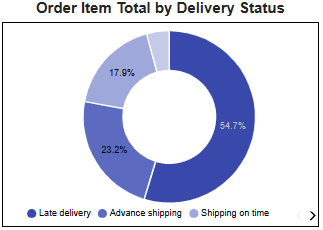 Order Item Total by Delivery Status
17.9%
54.7%
23.2%
Late delivery Advance shipping Shipping on time